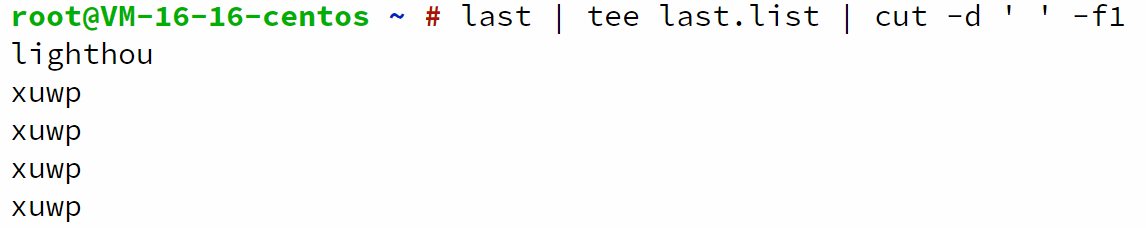 root@VM-16-16-centos ~ # last | tee last.list | cut -d ' ' -f1
lighthou
xuwp
xuwp
xuwp
xuwp